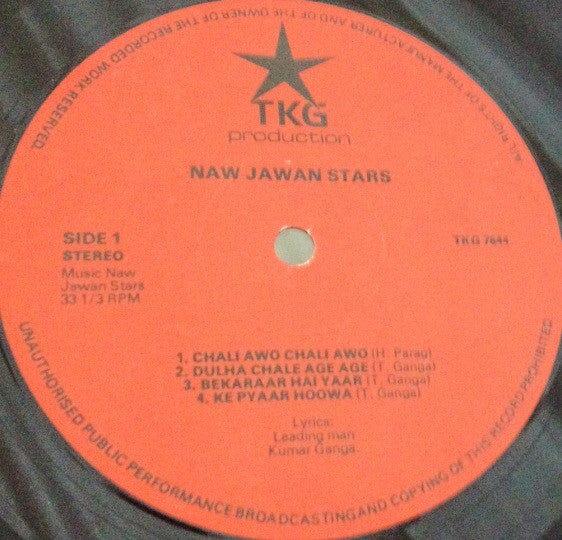 TKG
production
NAW JAWAN STARS
SIDE 1
STEREO
Music Naw
Jawan Stars
33 1/3 RPM
TKG 7644
1. CHALI AWO CHALI AWO (H. Parag)
2. DULHA CHALE AGE AGE (T. Ganga)
3. BEKARAAR HAI YAAR (T. Ganga)
4. KE PYAAR HOOWA (T. Ganga)
Lyrics:
Leading man
Kumar Ganga.
ALL RIGHTS OF THE MANUFACTURER AND OF THE OWNER OF THE RECORDED WORK RESERVED.
UNAUTHORISED PUBLIC PERFORMANCE BROADCASTING AND COPYING OF THIS RECORD PROHIBITED